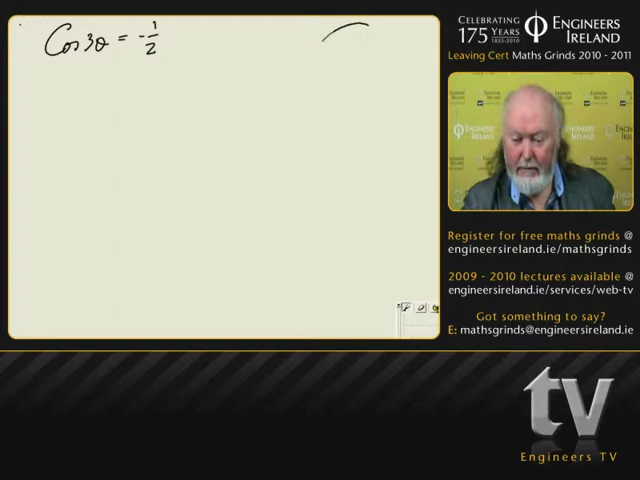 Cos 3θ = -1/2
CELEBRATING
175 YEARS
1835-2010
ENGINEERS
IRELAND
Leaving Cert Maths Grinds 2010 - 2011
Register for free maths grinds @
engineersireland.ie/mathsgrinds
2009 - 2010 lectures available @
engineersireland.ie/services/web-tv
Got something to say?
E: mathsgrinds@engineersireland.ie
tv
Engineers TV